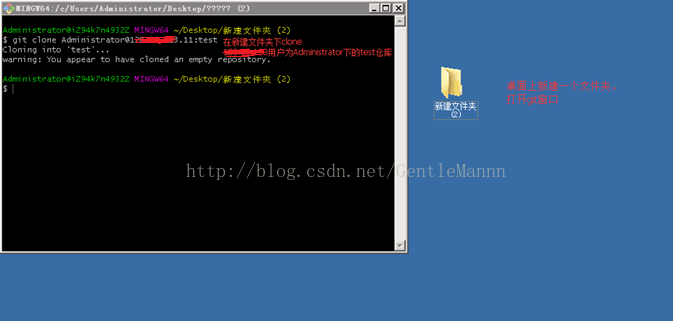 MINGW64:/c/Users/Administrator/Desktop/????? (2)
Administrator@iZ94k7n4932Z MINGW64 ~/Desktop/新建文件夹 (2)
$ git clone Administrator@12 .11:test 在新建文件夹下clone
Cloning into 'test'... 用户为Administrator下的test仓库
warning: You appear to have cloned an empty repository.
Administrator@iZ94k7n4932Z MINGW64 ~/Desktop/新建文件夹 (2)
$
新建文件夹
(2)
桌面上新建一个文件夹,
打开git窗口
http://blog.csdn.net/GentleMannn